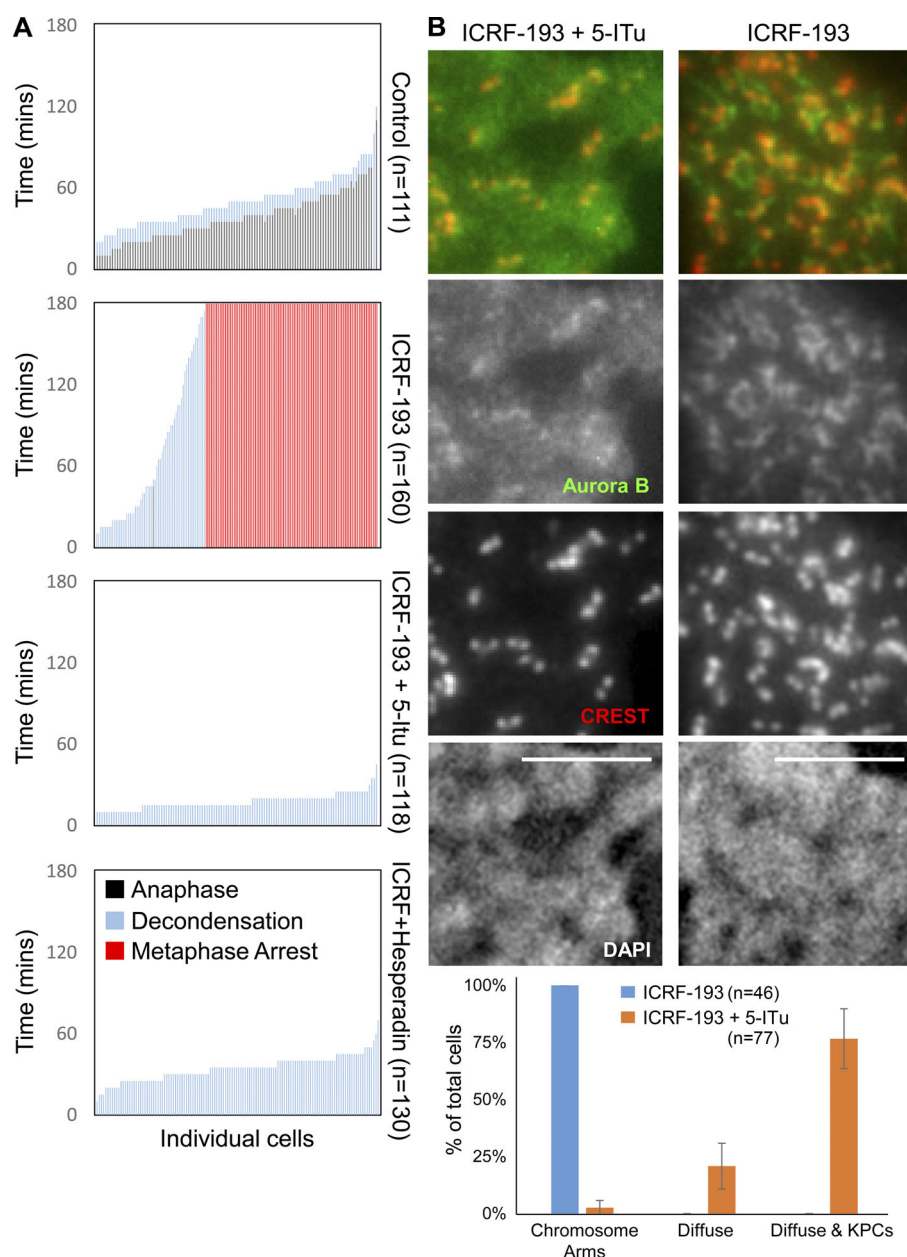 A
180
120
60
0
Time (mins)
Control (n=111)
180
120
60
0
Time (mins)
ICRF-193 (n=160)
180
120
60
0
Time (mins)
ICRF-193 + 5-Itu (n=118)
180
120
60
0
Time (mins)
Anaphase
Decondensation
Metaphase Arrest
ICRF+Hesperadin (n=130)
Individual cells
B
ICRF-193 + 5-ITu
ICRF-193
Aurora B
CREST
DAPI
100%
75%
50%
25%
0%
% of total cells
ICRF-193 (n=46)
ICRF-193 + 5-ITu
(n=77)
Chromosome
Arms
Diffuse
Diffuse & KPCs